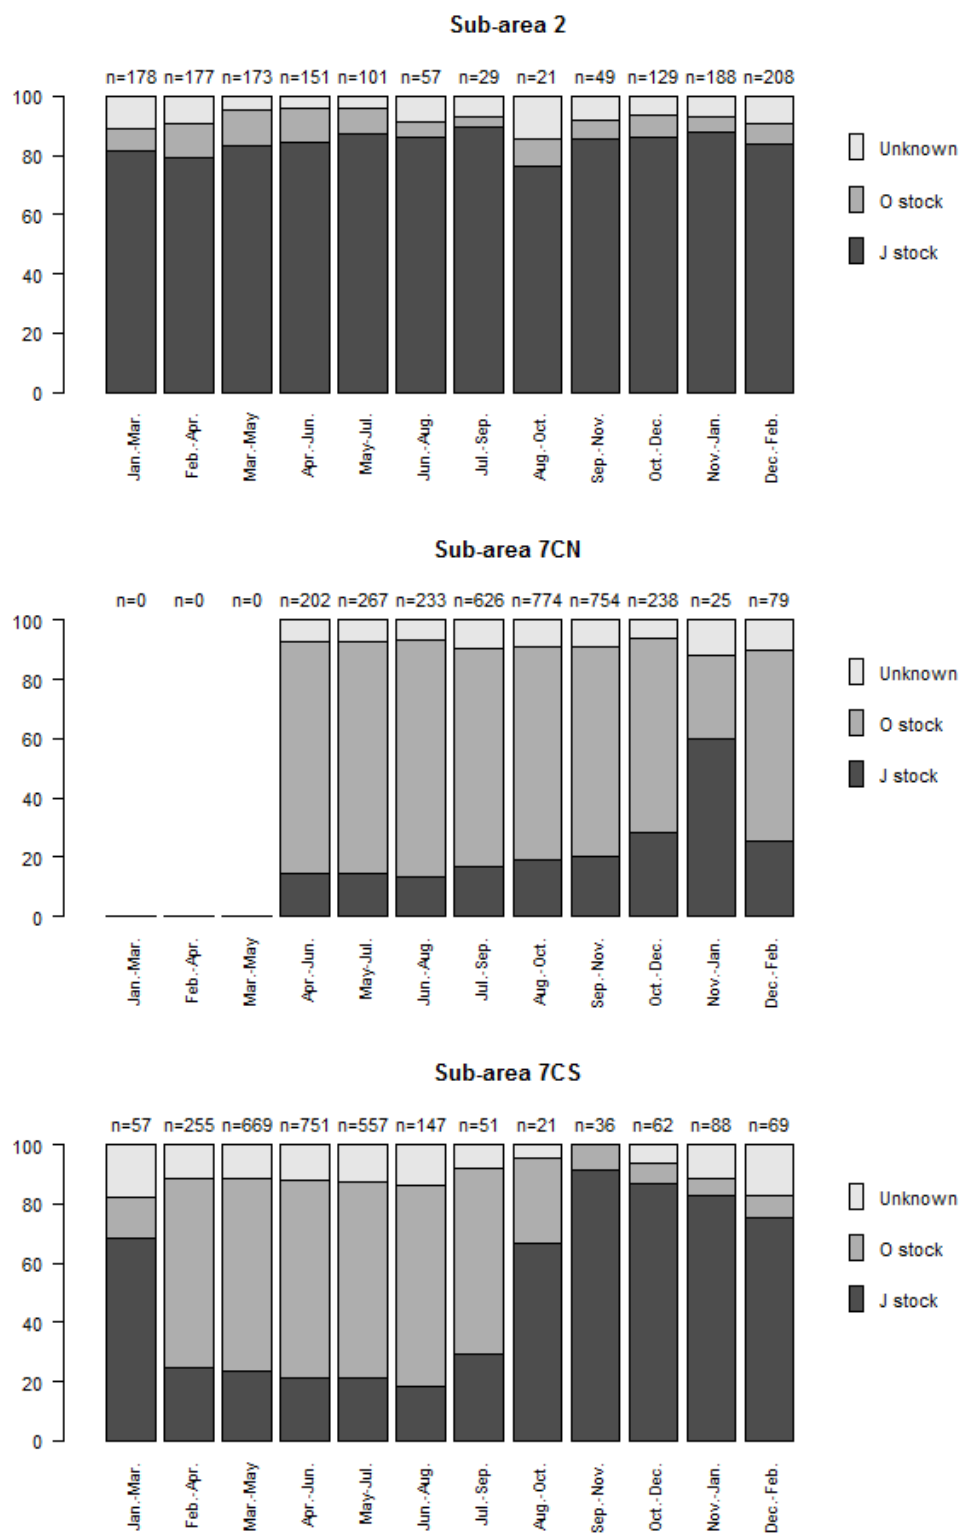 Sub-area 2
n=178 n=177 n=173 n=151 n=101 n=57 n=29 n=21 n=49 n=129 n=188 n=208
100
80
60
40
20
0
Unknown
O stock
J stock
Jan.-Mar. Feb.-Apr. Mar.-May Apr.-Jun. May-Jul. Jun.-Aug. Jul.-Sep. Aug.-Oct. Sep.-Nov. Oct.-Dec. Nov.-Jan. Dec.-Feb.
Sub-area 7CN
n=0 n=0 n=0 n=202 n=267 n=233 n=626 n=774 n=754 n=238 n=25 n=79
100
80
60
40
20
0
Unknown
O stock
J stock
Jan.-Mar. Feb.-Apr. Mar.-May Apr.-Jun. May-Jul. Jun.-Aug. Jul.-Sep. Aug.-Oct. Sep.-Nov. Oct.-Dec. Nov.-Jan. Dec.-Feb.
Sub-area 7CS
n=57 n=255 n=669 n=751 n=557 n=147 n=51 n=21 n=36 n=62 n=88 n=69
100
80
60
40
20
0
Unknown
O stock
J stock
Jan.-Mar. Feb.-Apr. Mar.-May Apr.-Jun. May-Jul. Jun.-Aug. Jul.-Sep. Aug.-Oct. Sep.-Nov. Oct.-Dec. Nov.-Jan. Dec.-Feb.